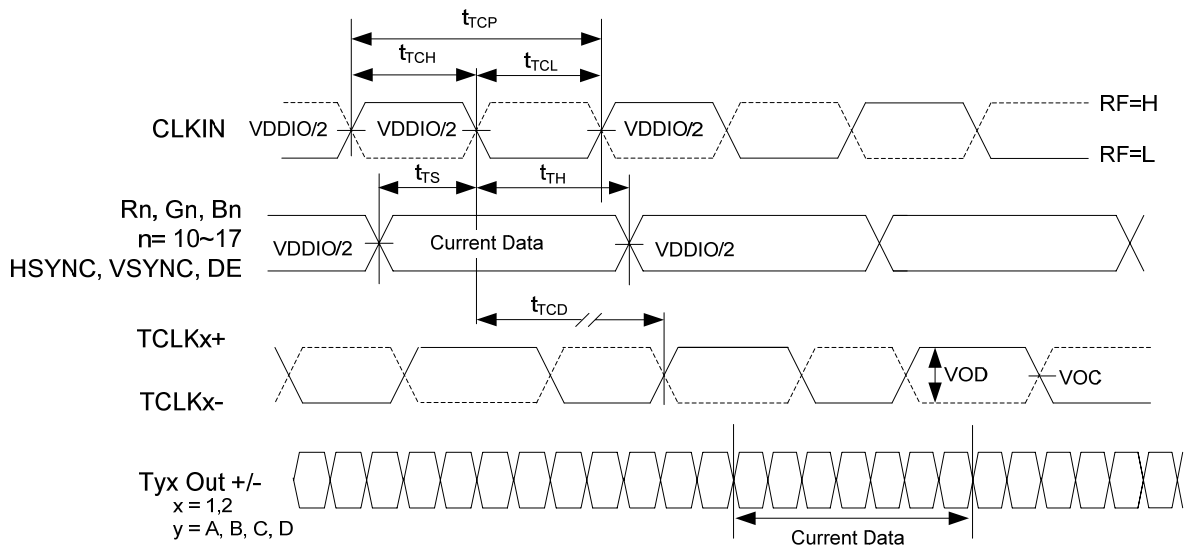 tTCP
tTCH
tTCL
CLKIN
VDDIO/2
VDDIO/2
VDDIO/2
RF=H
RF=L
tTS
tTH
Rn, Gn, Bn
n= 10~17
HSYNC, VSYNC, DE
VDDIO/2
Current Data
VDDIO/2
tTCD
TCLKx+
TCLKx-
VOD
VOC
Tyx Out +/-
x = 1,2
y = A, B, C, D
Current Data